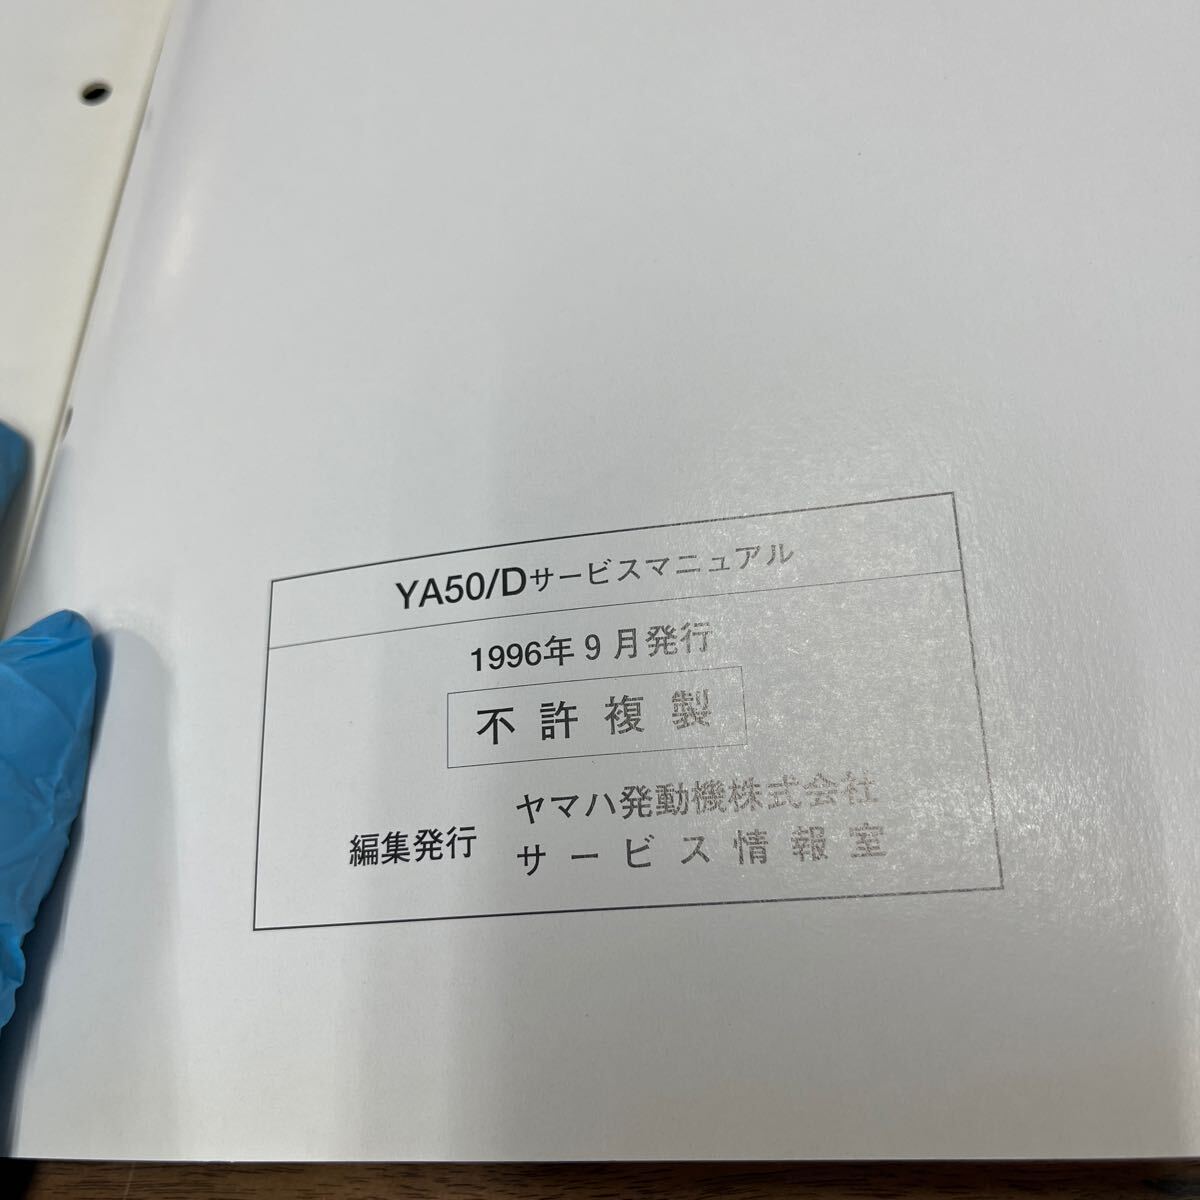 YA50/Dサービスマニュアル
1996年9月発行
不許複製
編集発行
ヤマハ発動機株式会社
サービス情報室